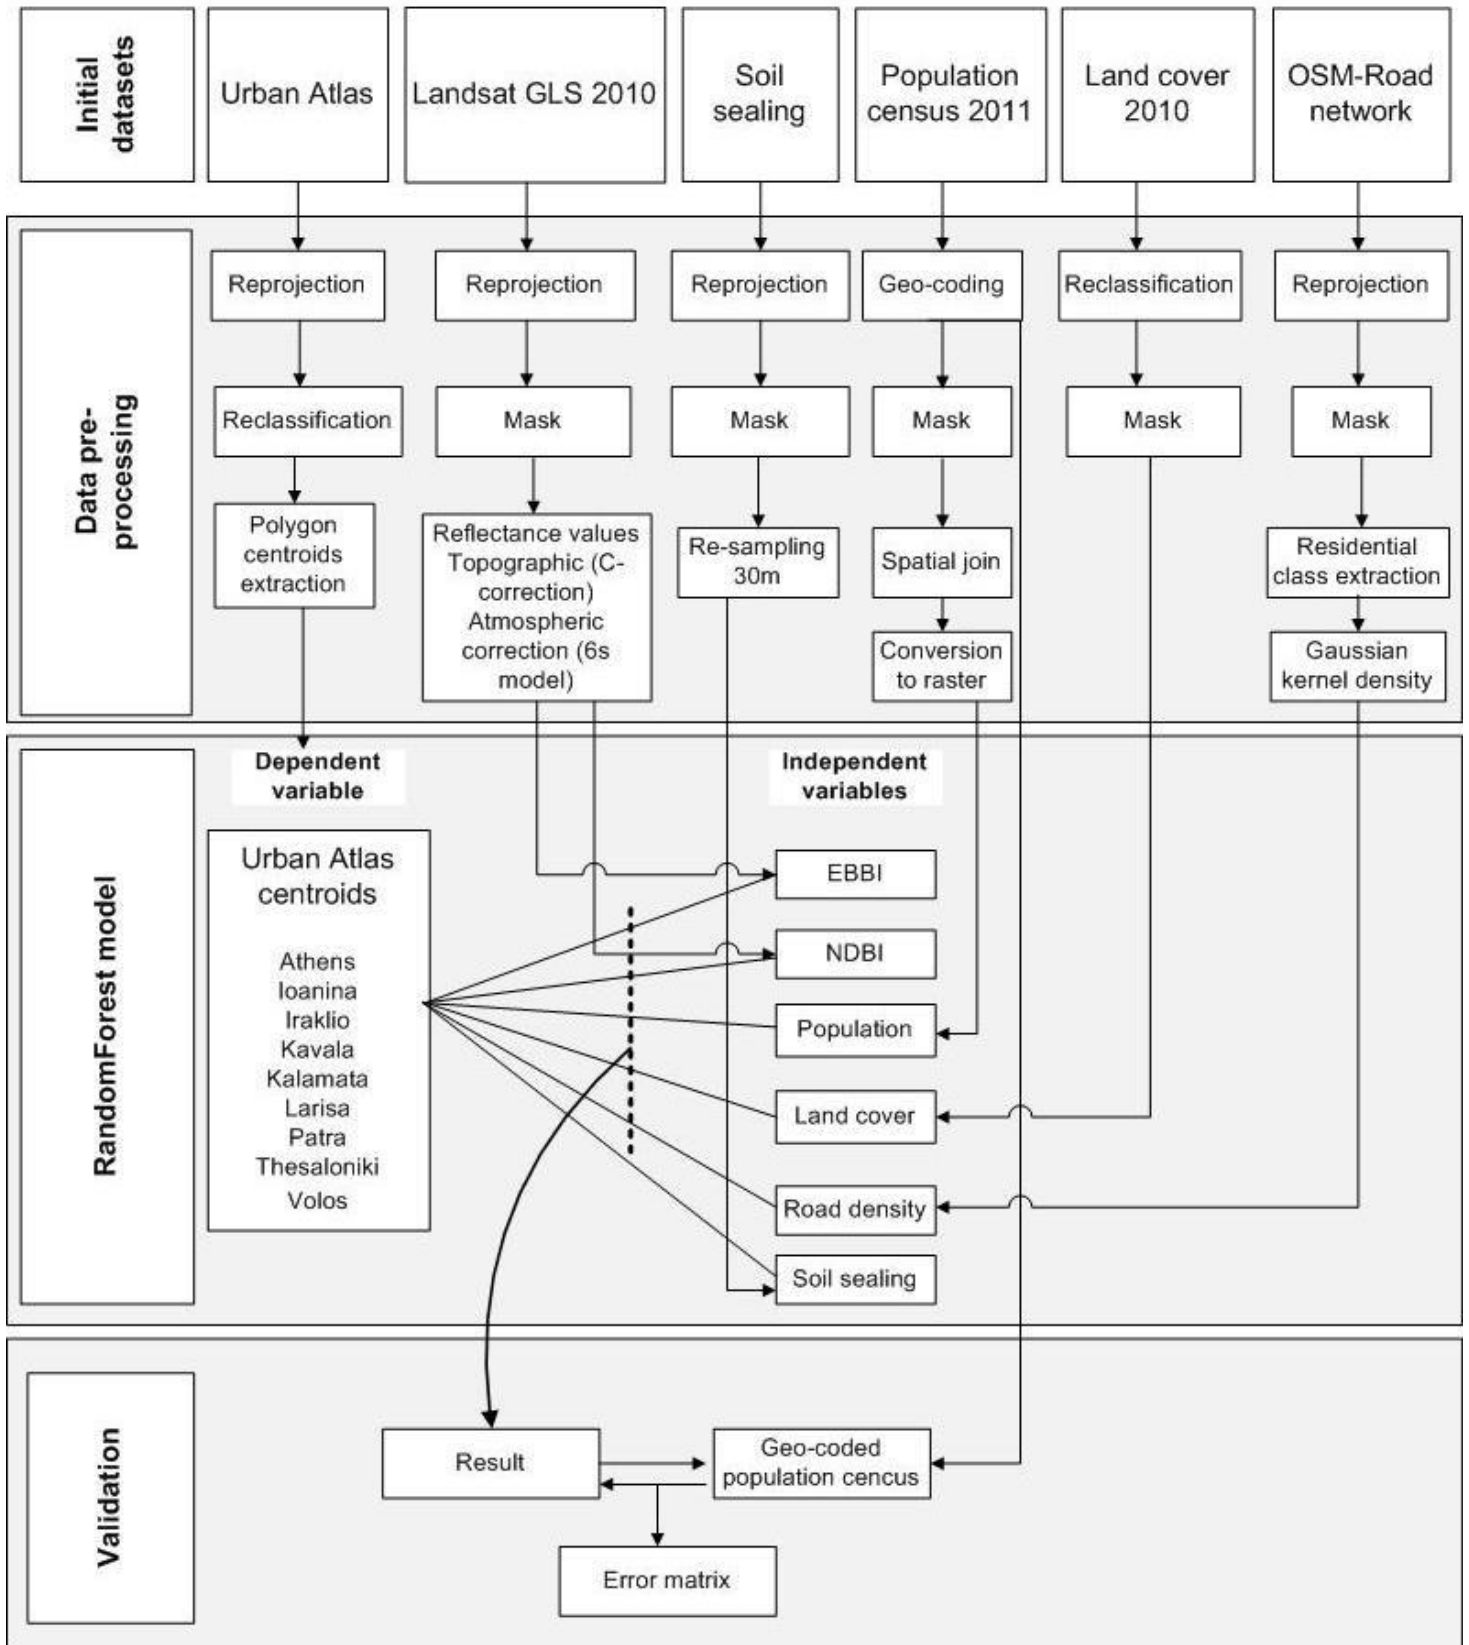 Initial
datasets
Urban Atlas
Landsat GLS 2010
Soil
sealing
Population
census 2011
Land cover
2010
OSM-Road
network
Data pre-
processing
Reprojection
Reprojection
Reprojection
Geo-coding
Reclassification
Reprojection
Reclassification
Mask
Mask
Mask
Mask
Mask
Polygon
centroids
extraction
Reflectance values
Topographic (C-
correction)
Atmospheric
correction (6s
model)
Re-sampling
30m
Spatial join
Residential
class extraction
Conversion
to raster
Gaussian
kernel density
RandomForest model
Dependent
variable
Independent
variables
Urban Atlas
centroids
Athens
Ioanina
Iraklio
Kavala
Kalamata
Larisa
Patra
Thesaloniki
Volos
EBBI
NDBI
Population
Land cover
Road density
Soil sealing
Validation
Result
Geo-coded
population cencus
Error matrix